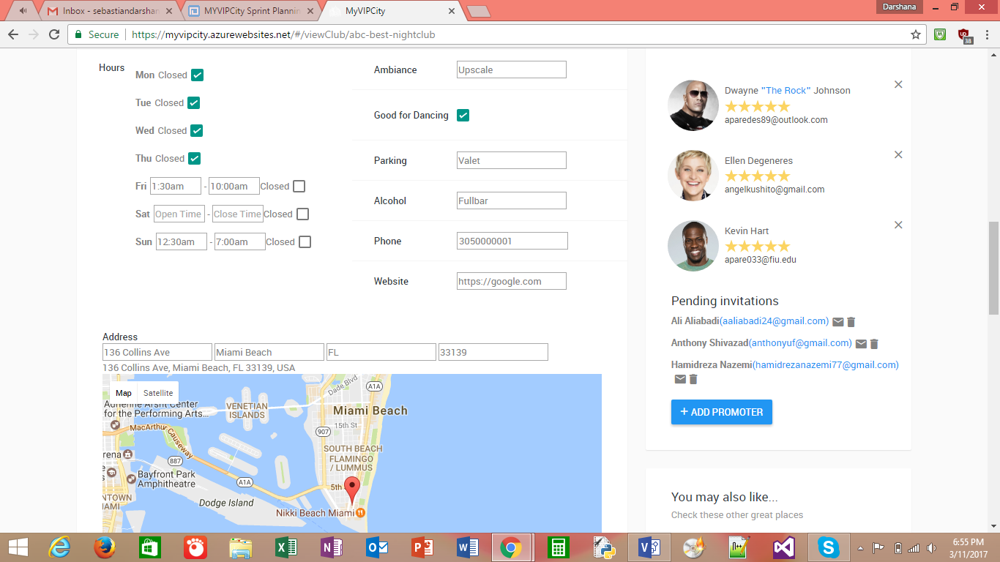 Inbox - sebastiandarshan
MYVIPCity Sprint Plannin
MyVIPCity
Darshana
Secure
https://myvipcity.azurewebsites.net/#/viewClub/abc-best-nightclub
38
Hours
Mon Closed
Tue Closed
Wed Closed
Thu Closed
Fri 1:30am - 10:00am Closed
Sat Open Time - Close Time Closed
Sun 12:30am - 7:00am Closed
Ambiance Upscale
Good for Dancing
Parking Valet
Alcohol Fullbar
Phone 3050000001
Website https://google.com
Address
136 Collins Ave Miami Beach FL 33139
136 Collins Ave, Miami Beach, FL 33139, USA
Map Satellite
Adrienne Arsht Center
for the Performing Arts...
VENETIAN
ISLANDS
Dade Blvd
A1A
Miami Beach
15th St
907
MacArthur Causeway
SOUTH BEACH
FLAMINGO
/ LUMMUS
rena
887
Bayfront Park
Amphitheatre
A1A
5th
Dodge Island
NTOWN
IAMI
Nikki Beach Miami
Dwayne "The Rock" Johnson
aparedes89@outlook.com
Ellen Degeneres
angelkushito@gmail.com
Kevin Hart
apare033@fiu.edu
Pending invitations
Ali Aliabadi(aaliabadi24@gmail.com)
Anthony Shivazad(anthonyuf@gmail.com)
Hamidreza Nazemi(hamidrezanazemi77@gmail.com)
+ ADD PROMOTER
You may also like...
Check these other great places
6:55 PM
3/11/2017